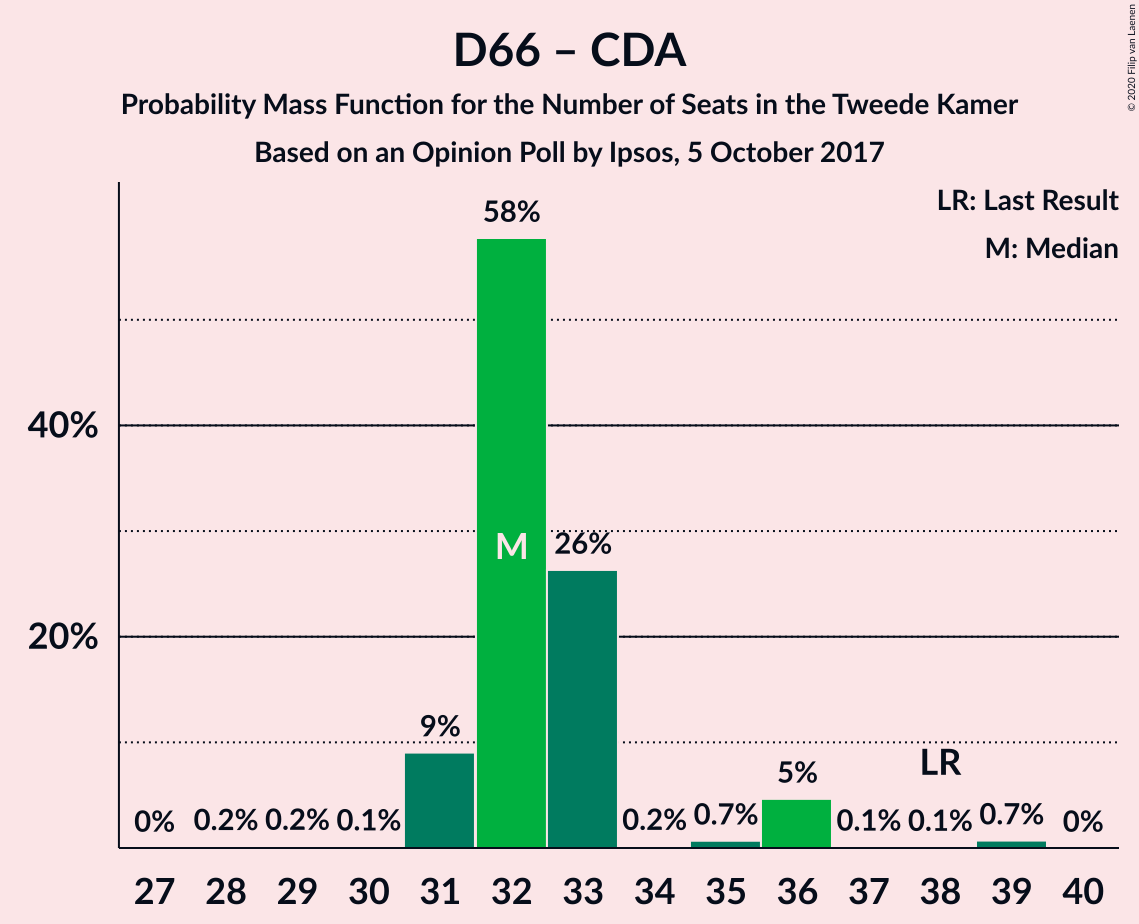 D66 – CDA
Probability Mass Function for the Number of Seats in the Tweede Kamer
Based on an Opinion Poll by Ipsos, 5 October 2017
© 2020 Filip van Laenen
LR: Last Result
M: Median
58%
40%
M
26%
20%
9%
LR
5%
0% 0.2% 0.2% 0.1% 0.2% 0.7% 0.1% 0.1% 0.7% 0%
27 28 29 30 31 32 33 34 35 36 37 38 39 40